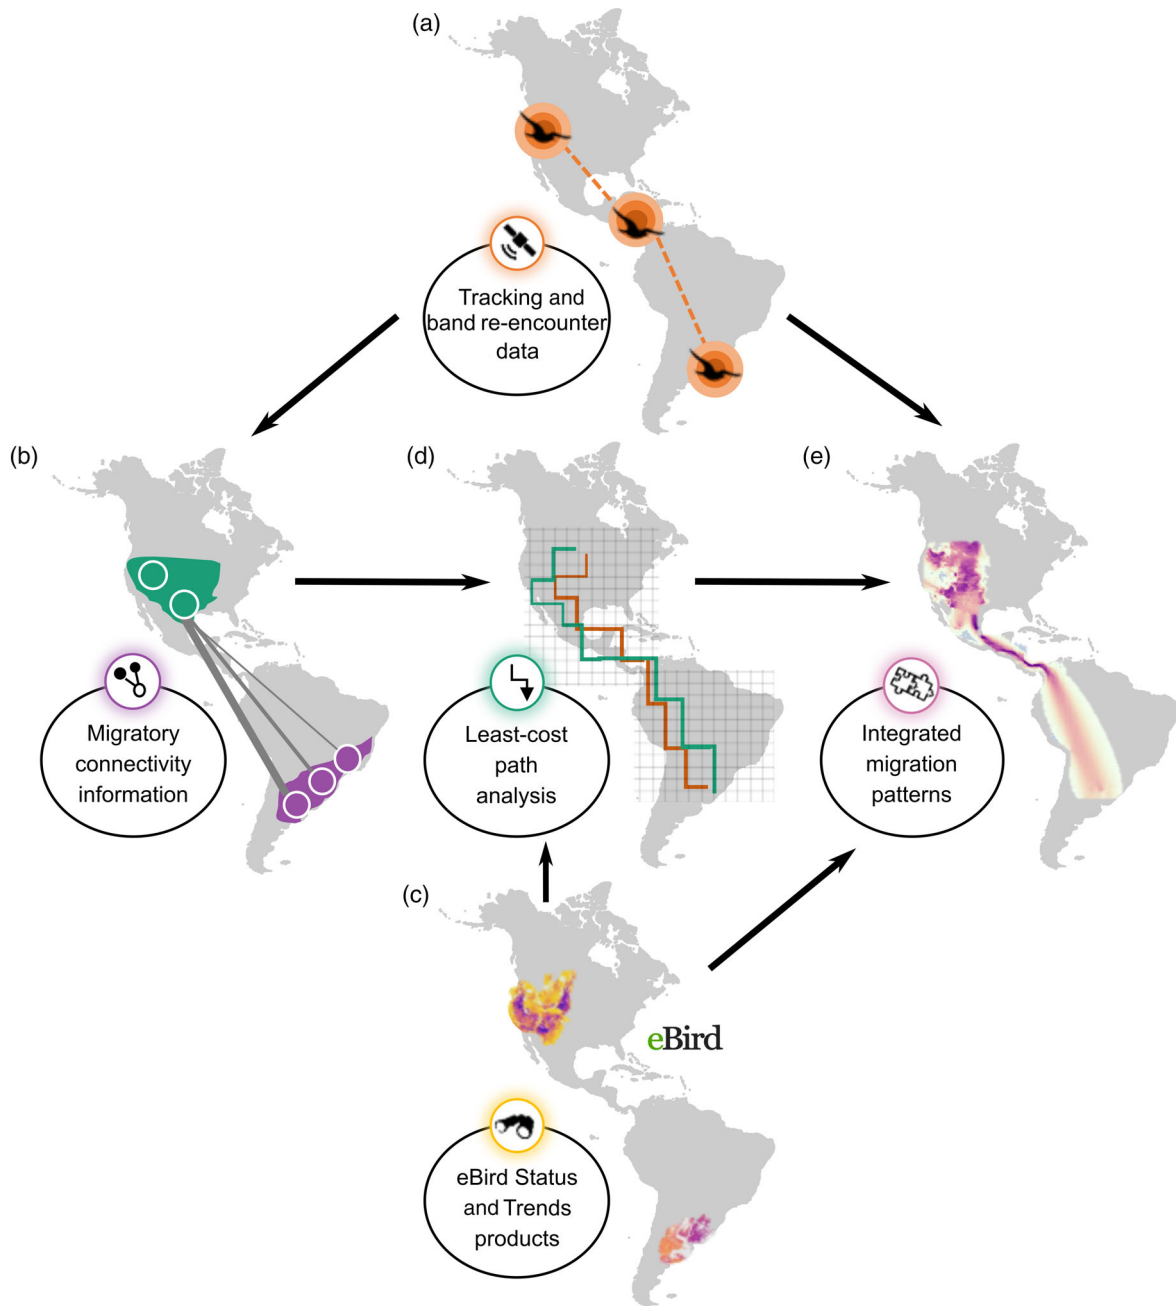 (a)
Tracking and
band re-encounter
data
(b)
Migratory
connectivity
information
(d)
Least-cost
path
analysis
(e)
Integrated
migration
patterns
(c)
eBird
eBird Status
and Trends
products